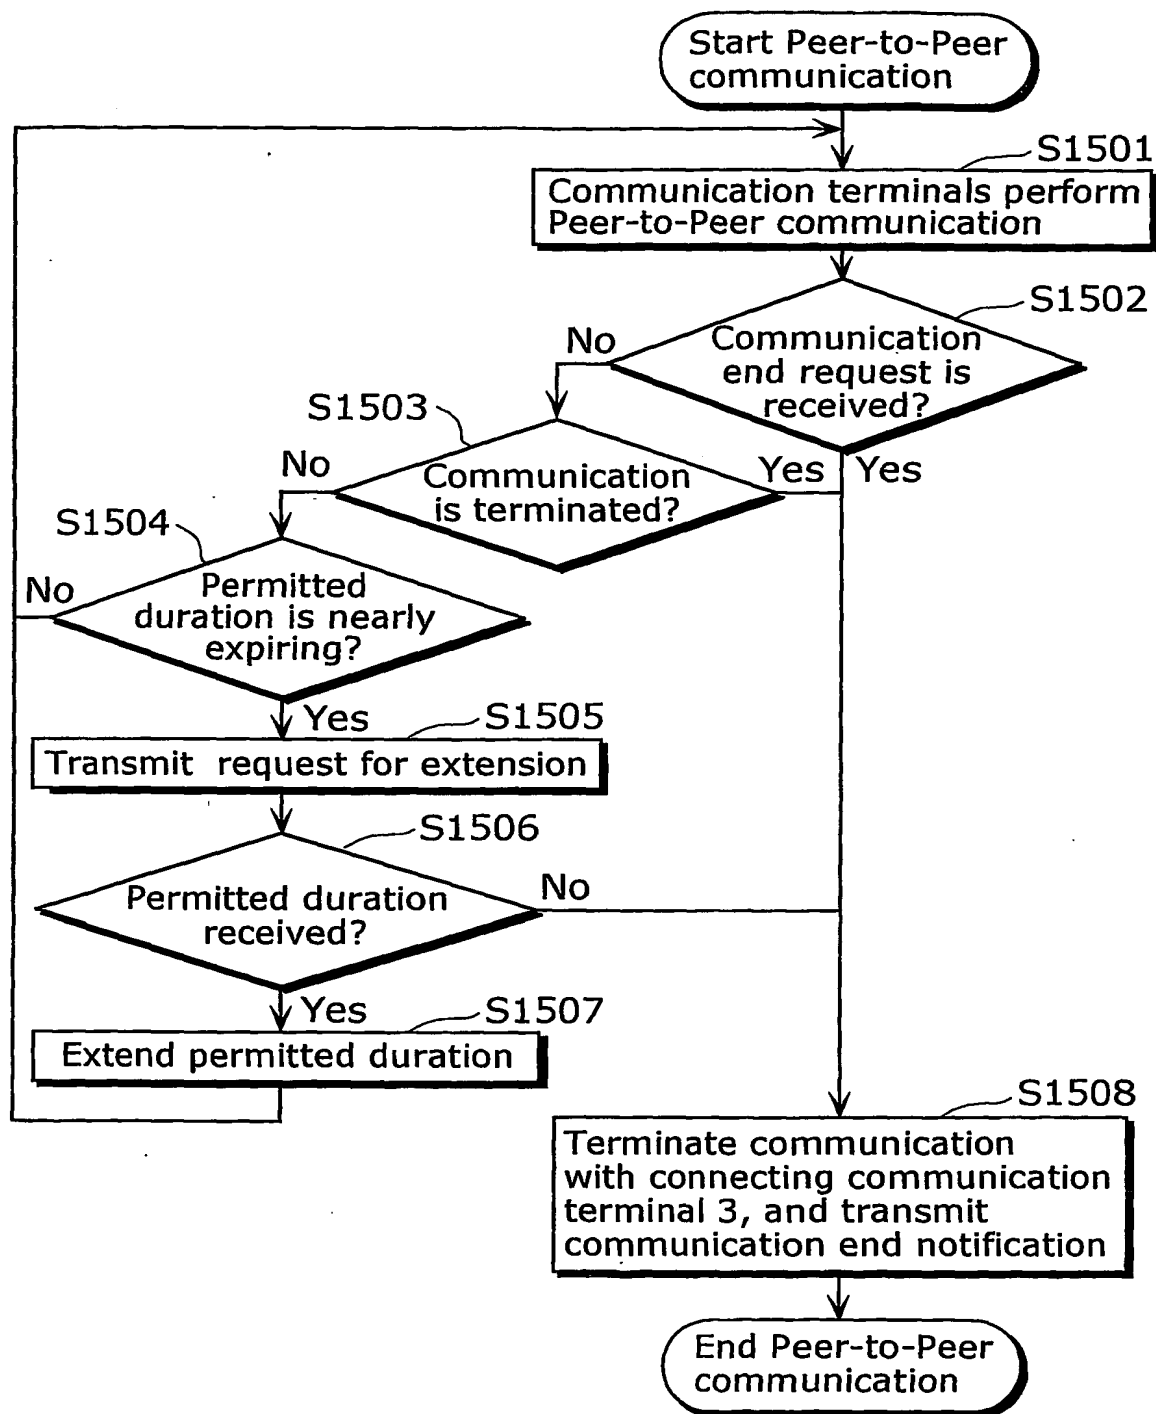 Start Peer-to-Peer
communication
S1501
Communication terminals perform
Peer-to-Peer communication
S1502
Communication
end request is
received?
No
S1503
Communication
is terminated?
No
Yes
Yes
S1504
Permitted
duration is nearly
expiring?
No
Yes
S1505
Transmit request for extension
S1506
Permitted duration
received?
No
Yes
S1507
Extend permitted duration
S1508
Terminate communication
with connecting communication
terminal 3, and transmit
communication end notification
End Peer-to-Peer
communication